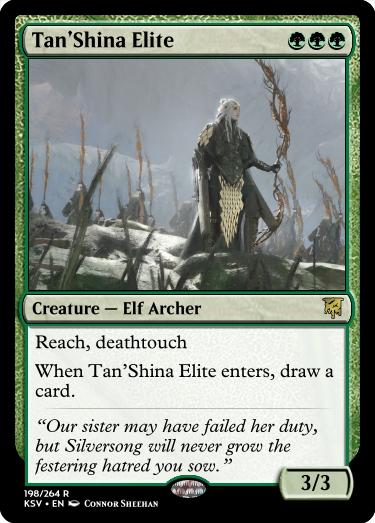 Tan’Shina Elite
Creature — Elf Archer
Reach, deathtouch
When Tan’Shina Elite enters, draw a
card.
“Our sister may have failed her duty,
but Silversong will never grow the
festering hatred you sow.”
3/3
198/264 R
KSV • EN Connor Sheehan